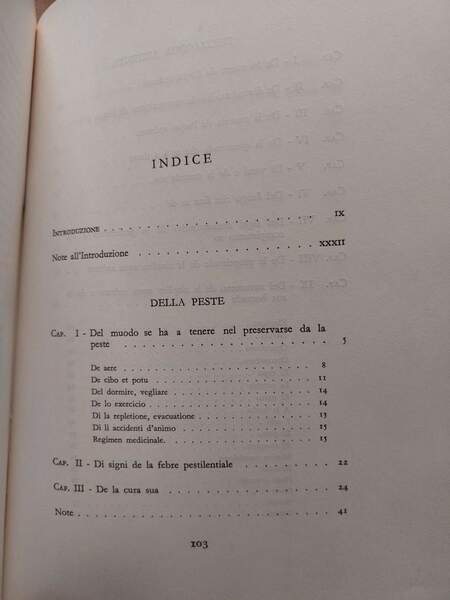 INDICE
INTRODUZIONE . . . . . . . . . . . . . . . . . . . . IX
Note all'Introduzione . . . . . . . . . . . . . . . . . XXXII
DELLA PESTE
CAP. I - Del muodo se ha a tenere nel preservarse da la
peste . . . . . . . . . . . . . . . . . . 5
De aere . . . . . . . . . . . . . . . . . . 8
De cibo et potu . . . . . . . . . . . . . . . . 11
Del dormire, vegliare . . . . . . . . . . . . . . 14
De lo exercicio . . . . . . . . . . . . . . . . 14
Di la repletione, evacuatione . . . . . . . . . . . 13
Di li accidenti d'animo . . . . . . . . . . . . . 15
Regimen medicinale. . . . . . . . . . . . . . . 15
CAP. II - Di signi de la febre pestilentiale . . . . . . . . 22
CAP. III - De la cura sua . . . . . . . . . . . . . . . 24
Note . . . . . . . . . . . . . . . . . . . . . . 41
103